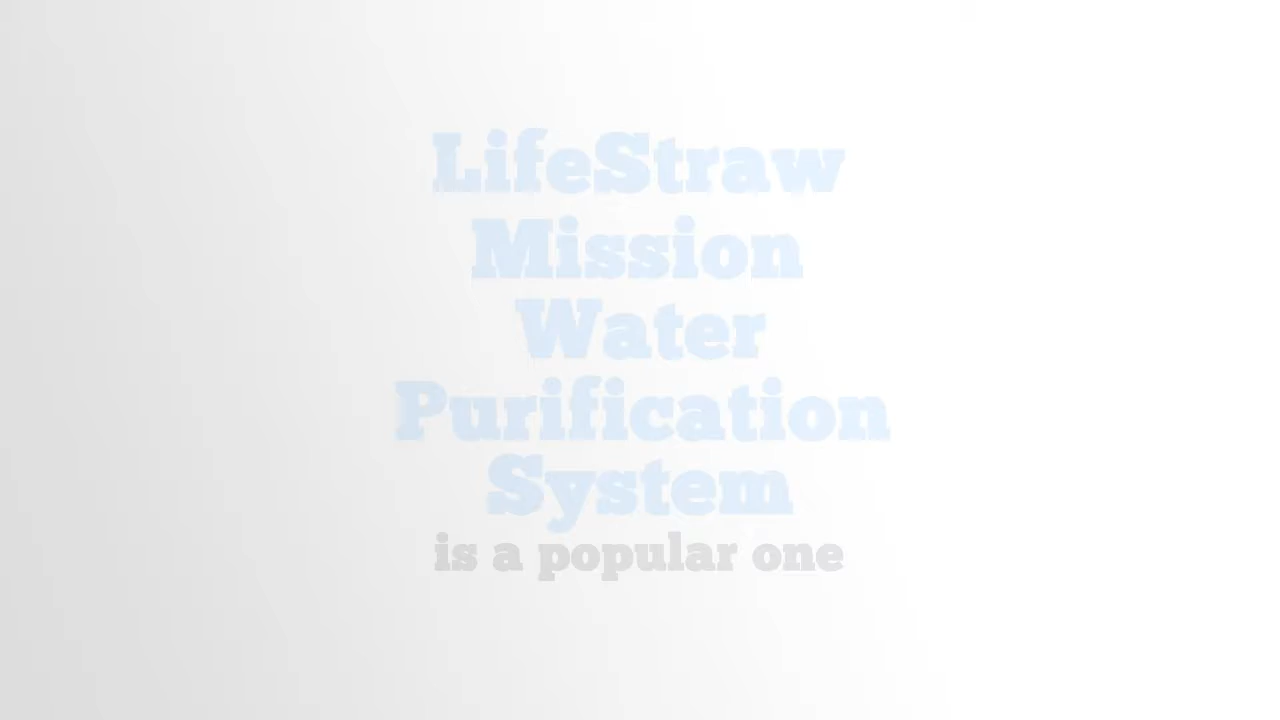 LifeStraw
Mission
Water
Purification
System
is a popular one